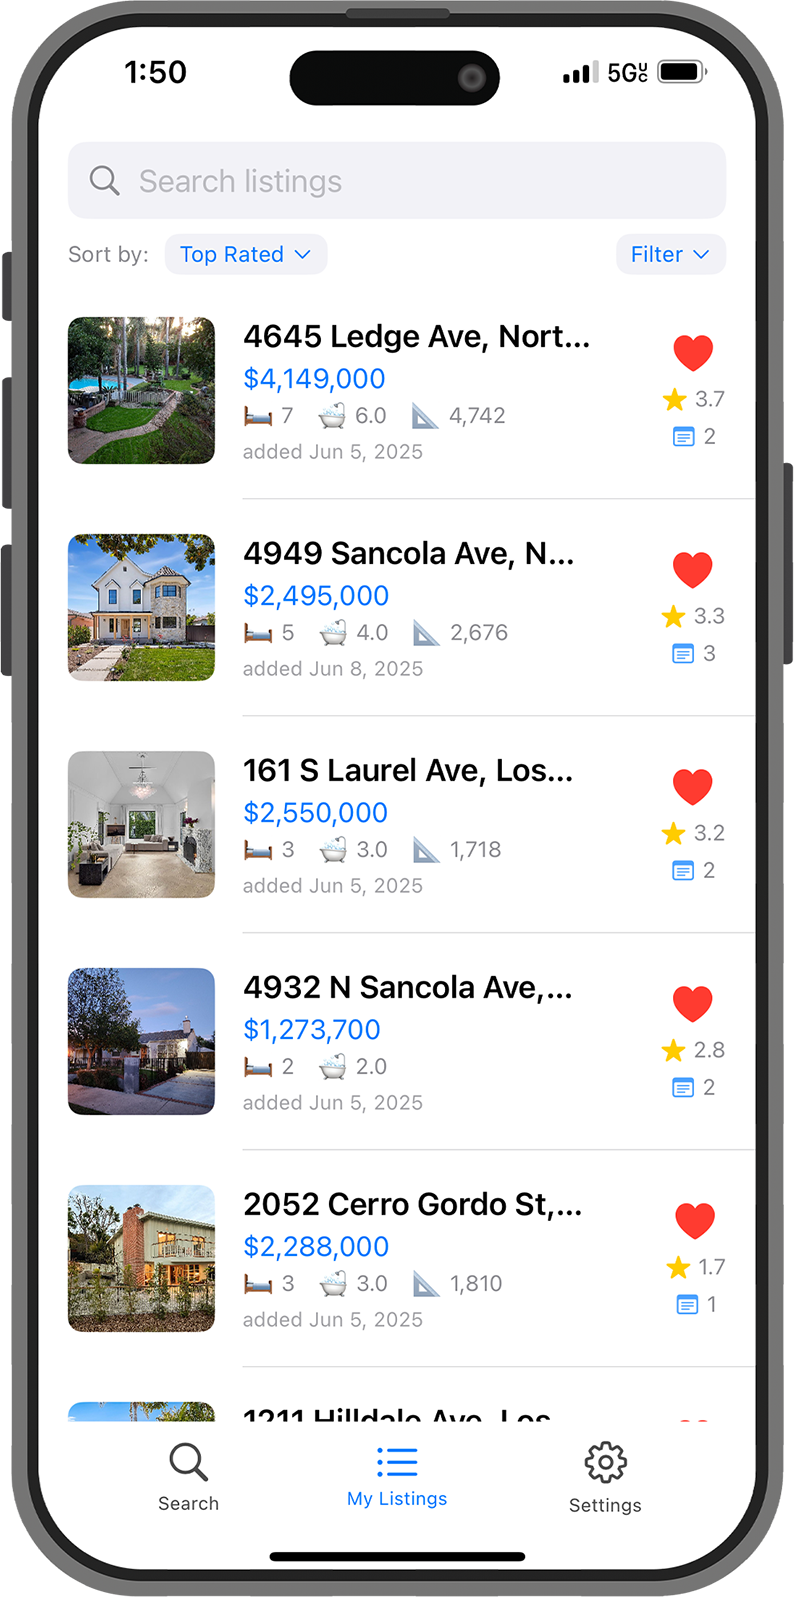 1:50 5GUC
Search listings
Sort by: Top Rated Filter
4645 Ledge Ave, Nort...
$4,149,000
7 6.0 4,742
added Jun 5, 2025
3.7
2
4949 Sancola Ave, N...
$2,495,000
5 4.0 2,676
added Jun 8, 2025
3.3
3
161 S Laurel Ave, Los...
$2,550,000
3 3.0 1,718
added Jun 5, 2025
3.2
2
4932 N Sancola Ave,...
$1,273,700
2 2.0
added Jun 5, 2025
2.8
2
2052 Cerro Gordo St,...
$2,288,000
3 3.0 1,810
added Jun 5, 2025
1.7
1
1211 Hilldale Ave, Los...
Search My Listings Settings